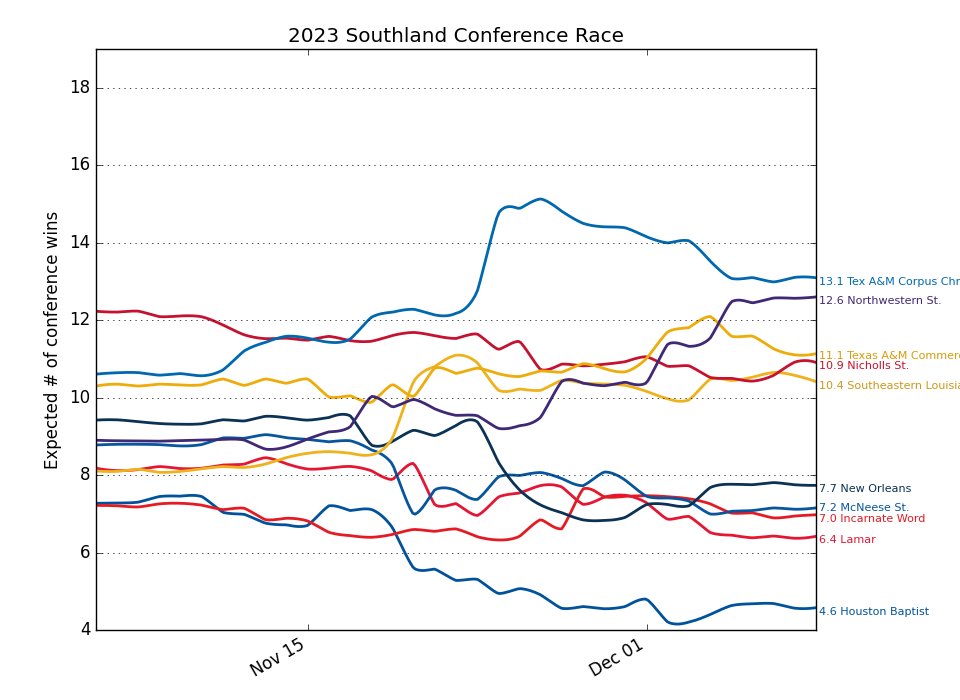 2023 Southland Conference Race
Expected # of conference wins
18
16
14
12
10
8
6
4
Nov 15
Dec 01
13.1 Tex A&M Corpus Chr
12.6 Northwestern St.
11.1 Texas A&M Commerc
10.9 Nicholls St.
10.4 Southeastern Louisia
7.7 New Orleans
7.2 McNeese St.
7.0 Incarnate Word
6.4 Lamar
4.6 Houston Baptist